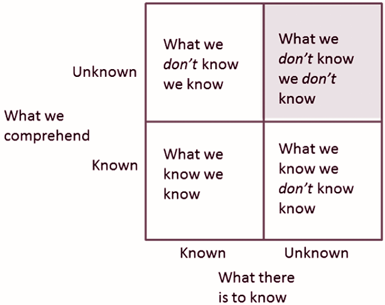 What we
don't know
we know
What we
don't know
we don't
know
Unknown
What we
comprehend
Known
What we
know we
know
What we
know we
don't know
know
Known
Unknown
What there
is to know